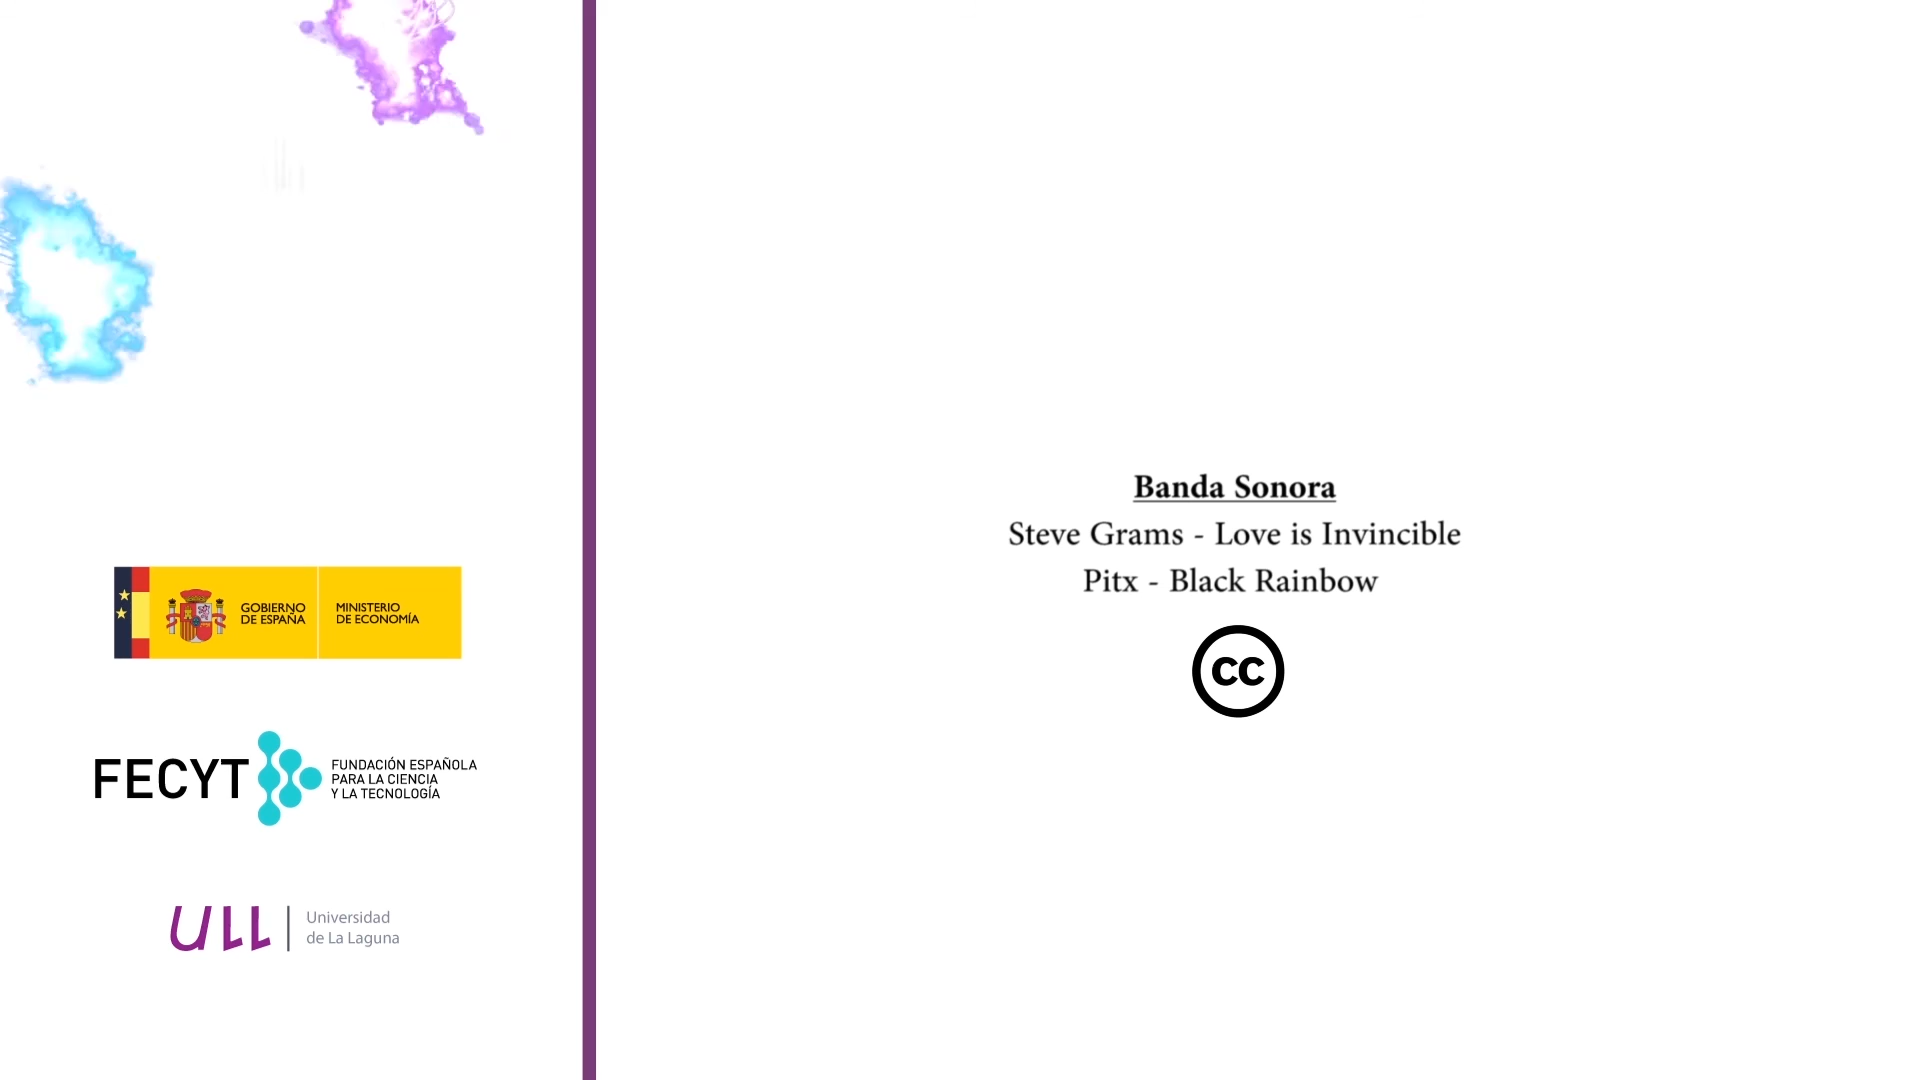 GOBIERNO
DE ESPAÑA
MINISTERIO
DE ECONOMÍA
FECYT
FUNDACIÓN ESPAÑOLA
PARA LA CIENCIA
Y LA TECNOLOGÍA
ULL
Universidad
de La Laguna
Banda Sonora
Steve Grams - Love is Invincible
Pitx - Black Rainbow
cc